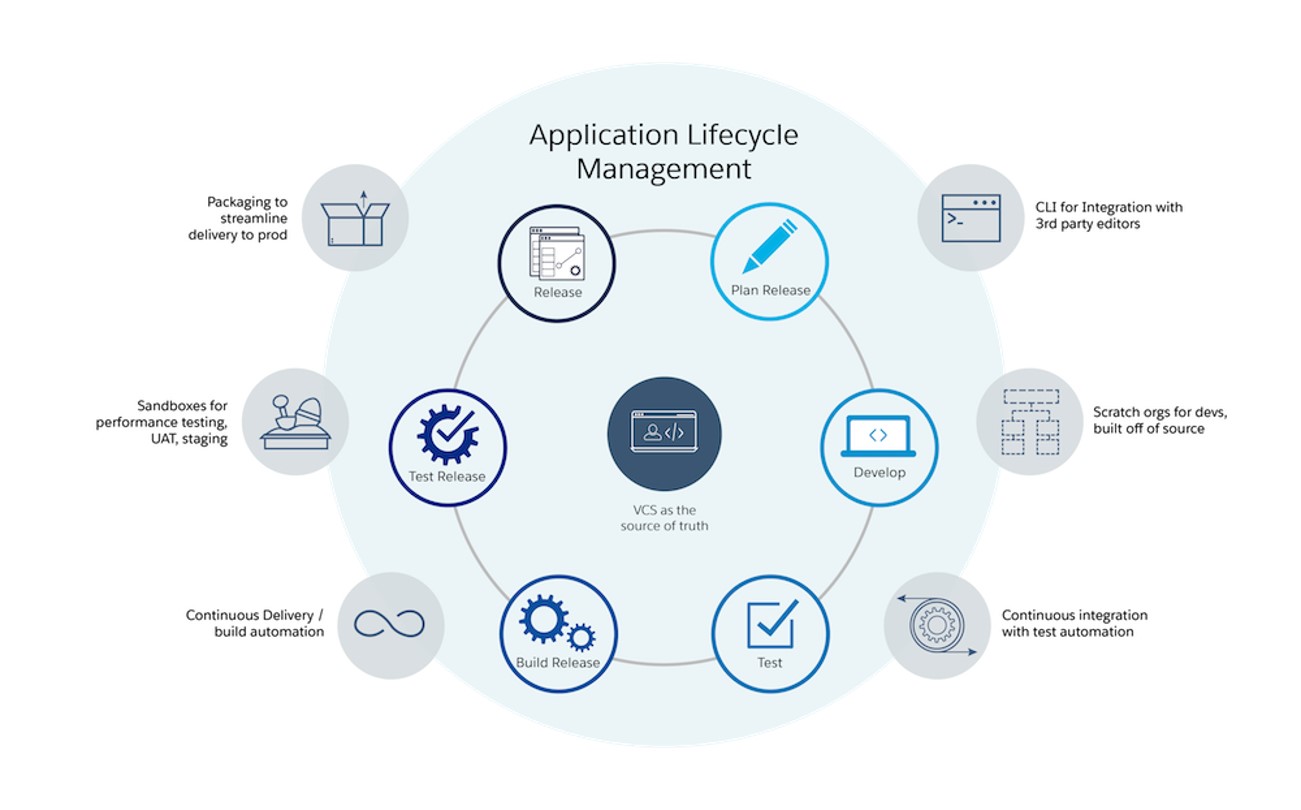 Application Lifecycle
Management
Packaging to
streamline
delivery to prod
Release
Plan Release
CLI for Integration with
3rd party editors
Sandboxes for
performance testing,
UAT, staging
Test Release
VCS as the
source of truth
Develop
Scratch orgs for devs,
built off of source
Continuous Delivery /
build automation
Build Release
Test
Continuous integration
with test automation